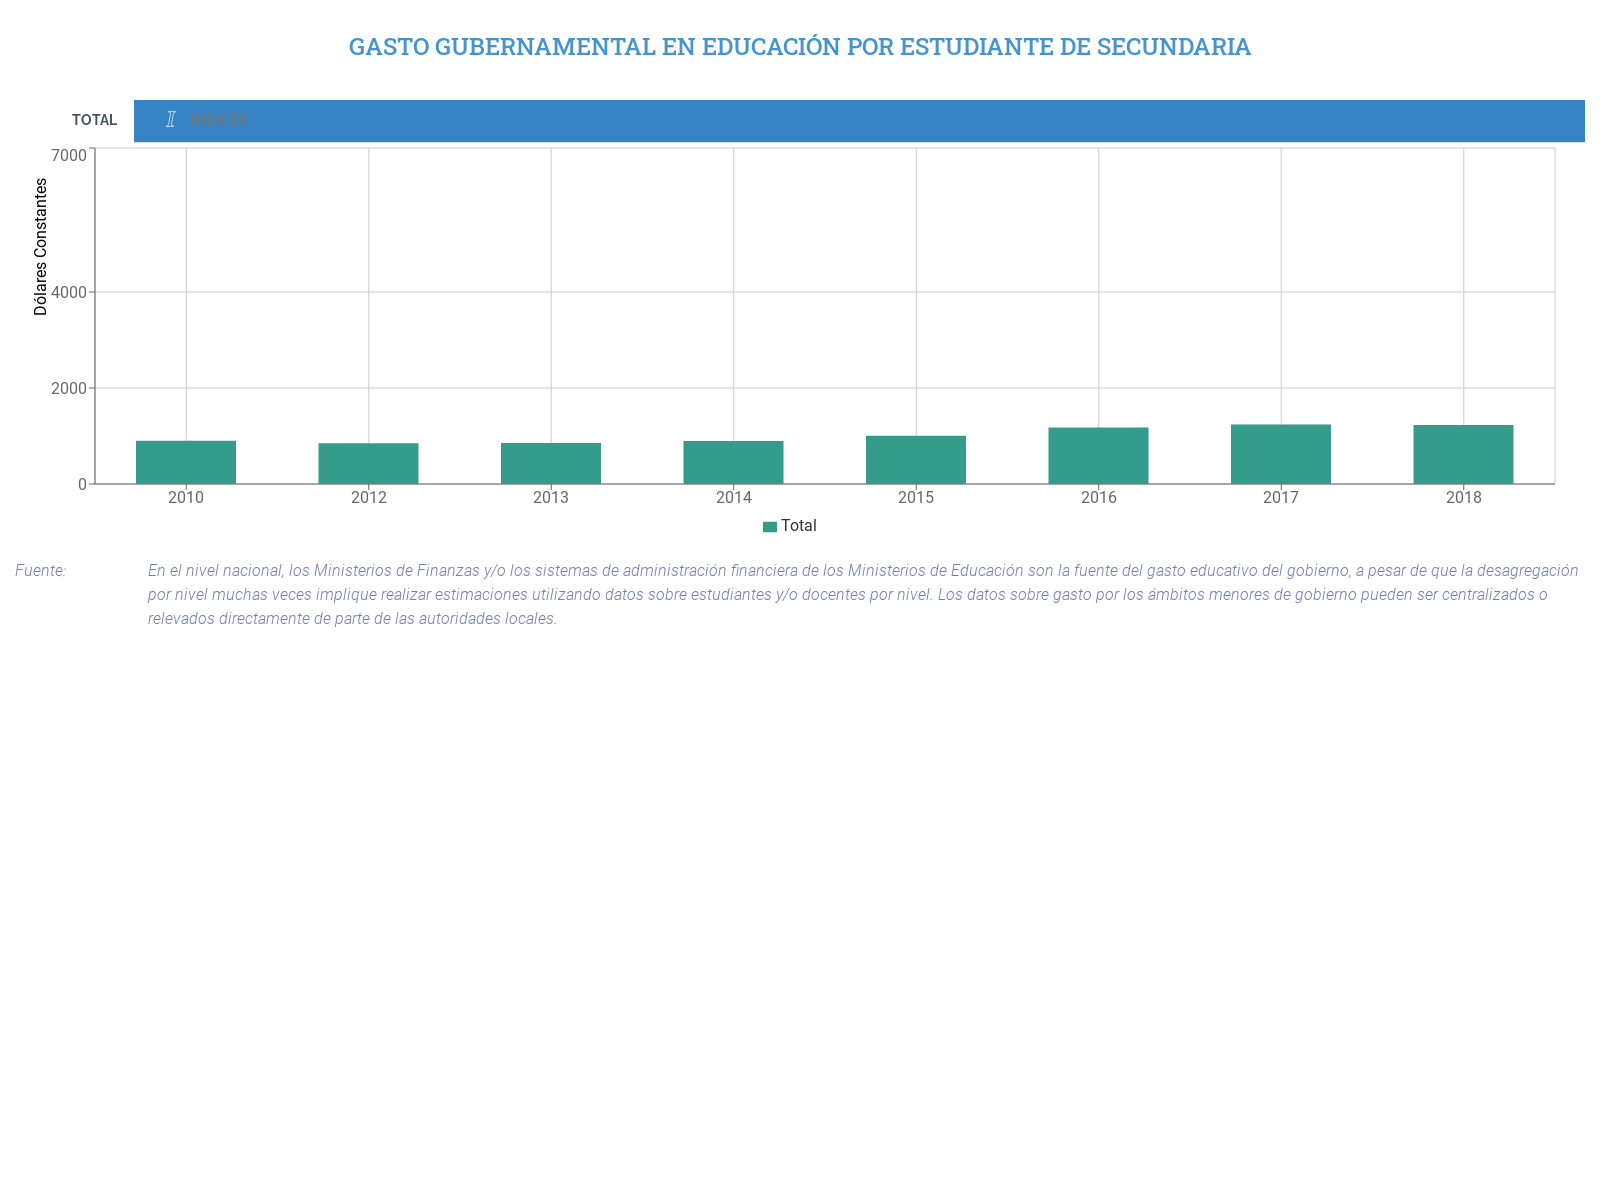 GASTO GUBERNAMENTAL EN EDUCACIÓN POR ESTUDIANTE DE SECUNDARIA
TOTAL
INDICES
7000
4000
2000
0
Dólares Constantes
2010 2012 2013 2014 2015 2016 2017 2018
Total
Fuente: En el nivel nacional, los Ministerios de Finanzas y/o los sistemas de administración financiera de los Ministerios de Educación son la fuente del gasto educativo del gobierno, a pesar de que la desagregación
por nivel muchas veces implique realizar estimaciones utilizando datos sobre estudiantes y/o docentes por nivel. Los datos sobre gasto por los ámbitos menores de gobierno pueden ser centralizados o
relevados directamente de parte de las autoridades locales.